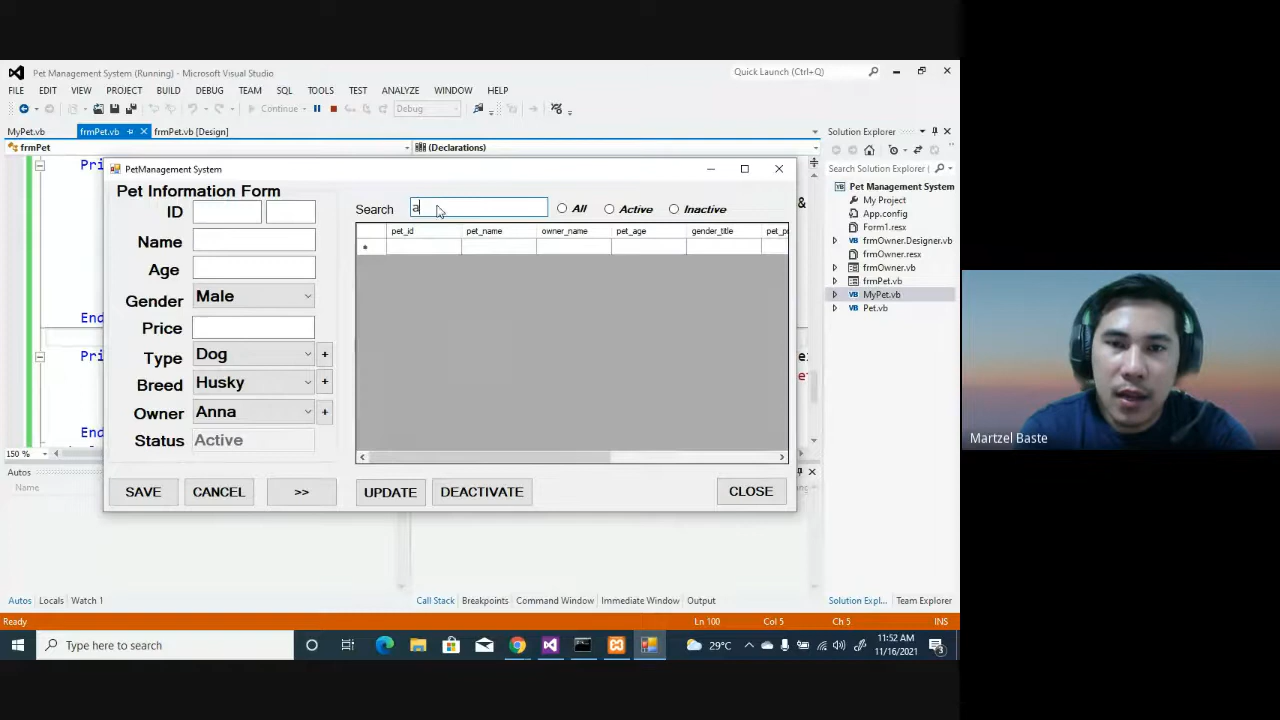 Pet Management System (Running) - Microsoft Visual Studio
Quick Launch (Ctrl+Q)
FILE EDIT VIEW PROJECT BUILD DEBUG TEAM SQL TOOLS TEST ANALYZE WINDOW HELP
Continue Debug
MyPet.vb frmPet.vb frmPet.vb [Design]
frmPet (Declarations)
Solution Explorer
Search Solution Explorer (
Pet Management System
My Project
App.config
Form1.resx
frmOwner.Designer.vb
frmOwner.resx
frmOwner.vb
frmPet.vb
MyPet.vb
Pet.vb
Pri
&
End
Pri
End
PetManagement System
Pet Information Form
ID
Name
Age
Gender Male
Price
Type Dog +
Breed Husky +
Owner Anna +
Status Active
SAVE CANCEL >>
Search a All Active Inactive
pet_id pet_name owner_name pet_age gender_title pet_pr
UPDATE DEACTIVATE CLOSE
150 %
Autos
Name
Autos Locals Watch 1
Call Stack Breakpoints Command Window Immediate Window Output
Solution Expl... Team Explorer
Ready Ln 100 Col 5 Ch 5 INS
Type here to search
29°C
11:52 AM
11/16/2021
3
Martzel Baste